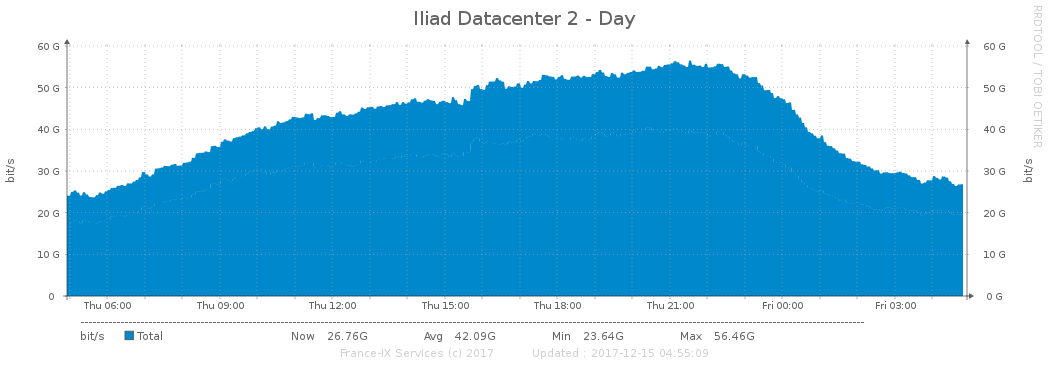 Iliad Datacenter 2 - Day
RRDTOOL / TOBI OETIKER
60 G 60 G
50 G 50 G
40 G 40 G
30 G 30 G
20 G 20 G
10 G 10 G
0 0 G
bit/s bit/s
Thu 06:00 Thu 09:00 Thu 12:00 Thu 15:00 Thu 18:00 Thu 21:00 Fri 00:00 Fri 03:00
bit/s Total Now 26.76G Avg 42.09G Min 23.64G Max 56.46G
France-IX Services (c) 2017 Updated : 2017-12-15 04:55:09